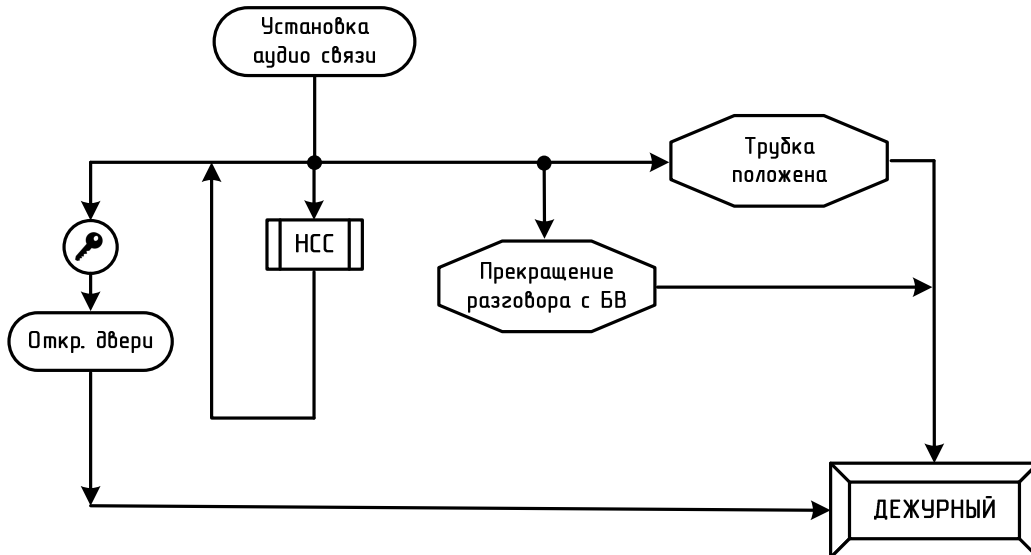 Установка
аудио связи
Трубка
положена
НСС
Прекращение
разговора с БВ
Откр. двери
ДЕЖУРНЫЙ